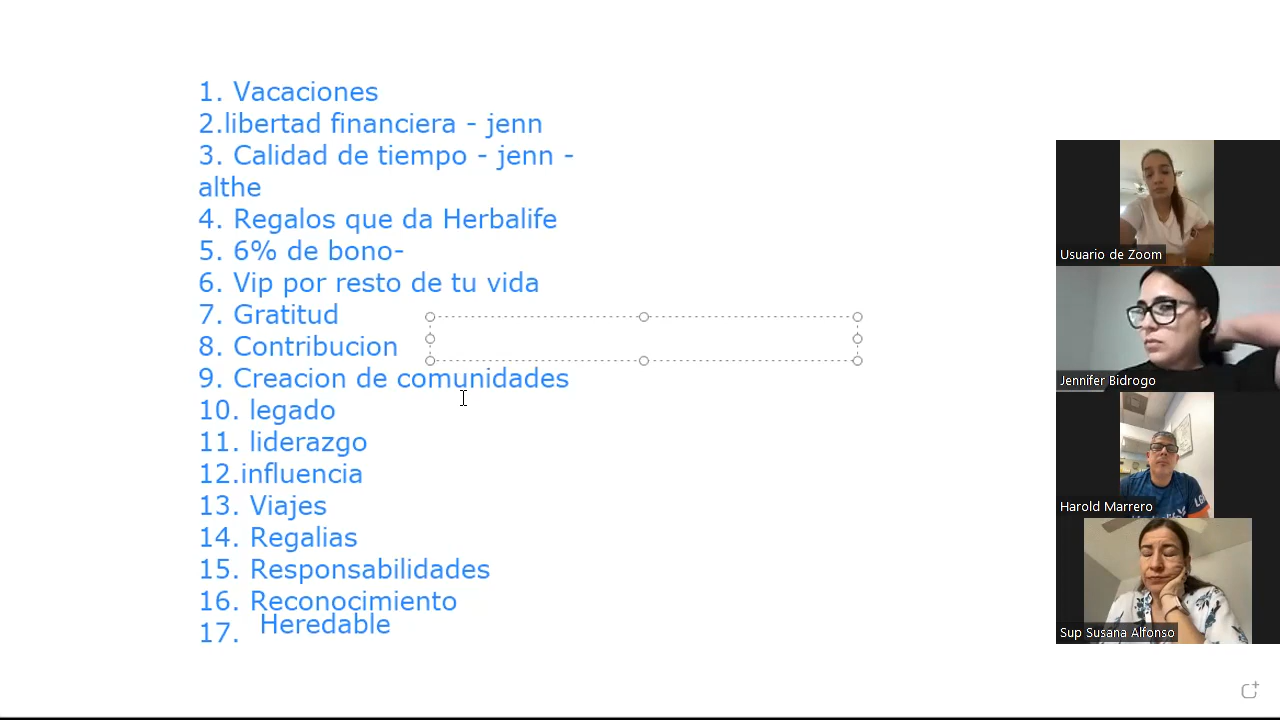 1. Vacaciones
2.libertad financiera - jenn
3. Calidad de tiempo - jenn -
althe
4. Regalos que da Herbalife
5. 6% de bono-
6. Vip por resto de tu vida
7. Gratitud
8. Contribucion
9. Creacion de comunidades
10. legado
11. liderazgo
12.influencia
13. Viajes
14. Regalias
15. Responsabilidades
16. Reconocimiento
17. Heredable
Usuario de Zoom
Jennifer Bidrogo
Harold Marrero
Sup Susana Alfonso